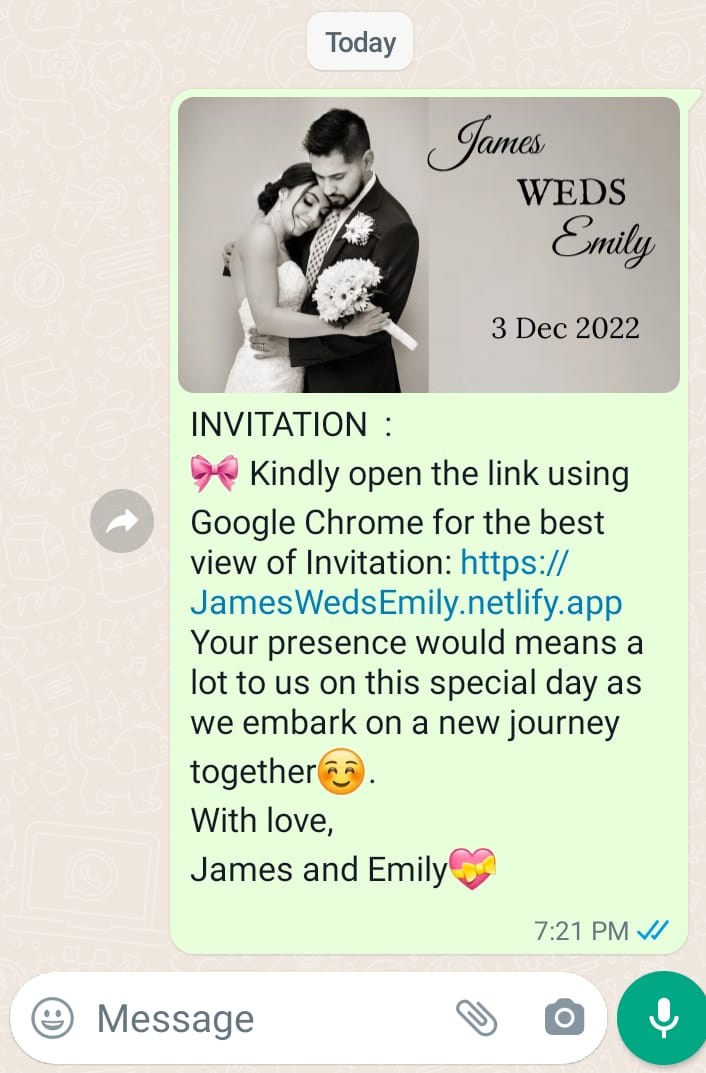 Today
James
WEDS
Emily
3 Dec 2022
INVITATION :
🎀 Kindly open the link using
Google Chrome for the best
view of Invitation: https://
JamesWedsEmily.netlify.app
Your presence would means a
lot to us on this special day as
we embark on a new journey
together☺️.
With love,
James and Emily💝
7:21 PM
Message